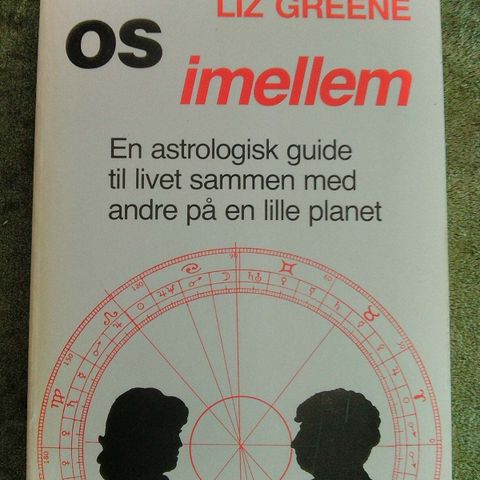 LIZ GREENE
os
imellem
En astrologisk guide
til livet sammen med
andre på en lille planet